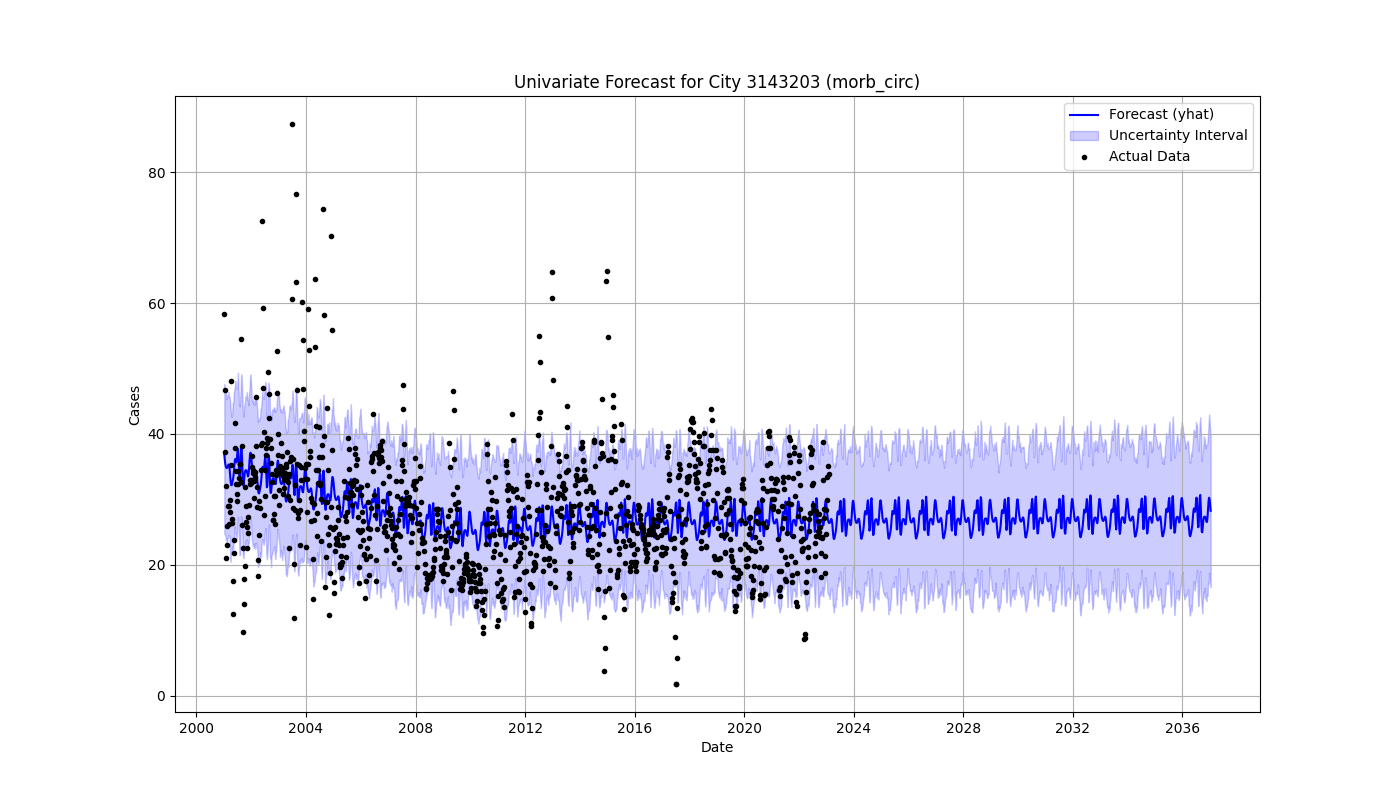 Univariate Forecast for City 3143203 (morb_circ)
Forecast (yhat)
Uncertainty Interval
Actual Data
Cases
80
60
40
20
0
2000 2004 2008 2012 2016 2020 2024 2028 2032 2036
Date